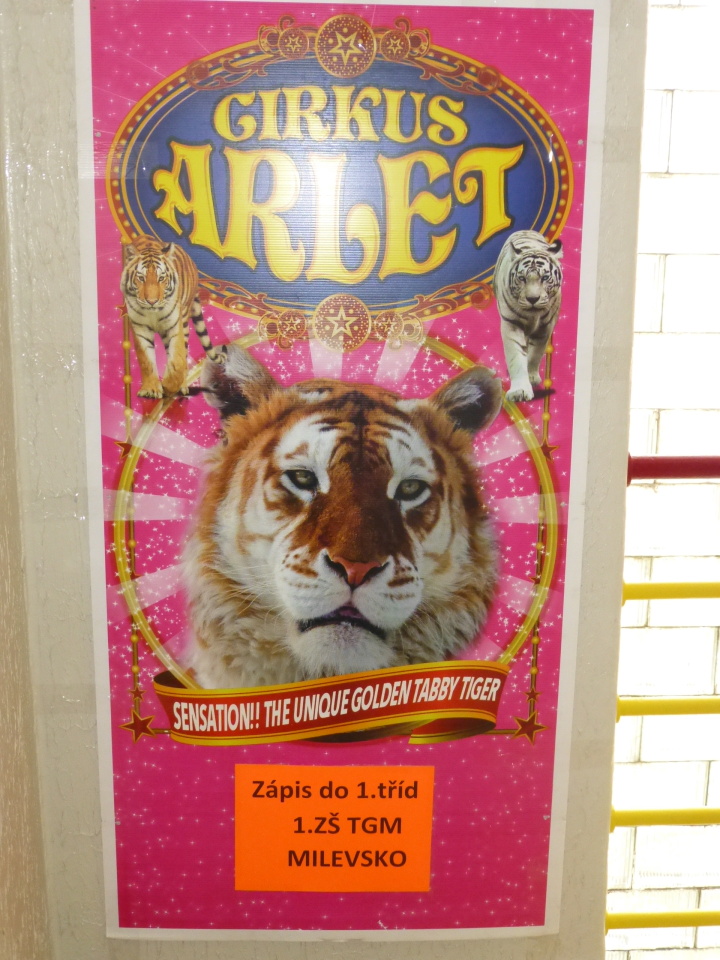 CIRKUS
ARLET
SENSATION!! THE UNIQUE GOLDEN TABBY TIGER
Zápis do 1.tříd
1.ZŠ TGM
MILEVSKO